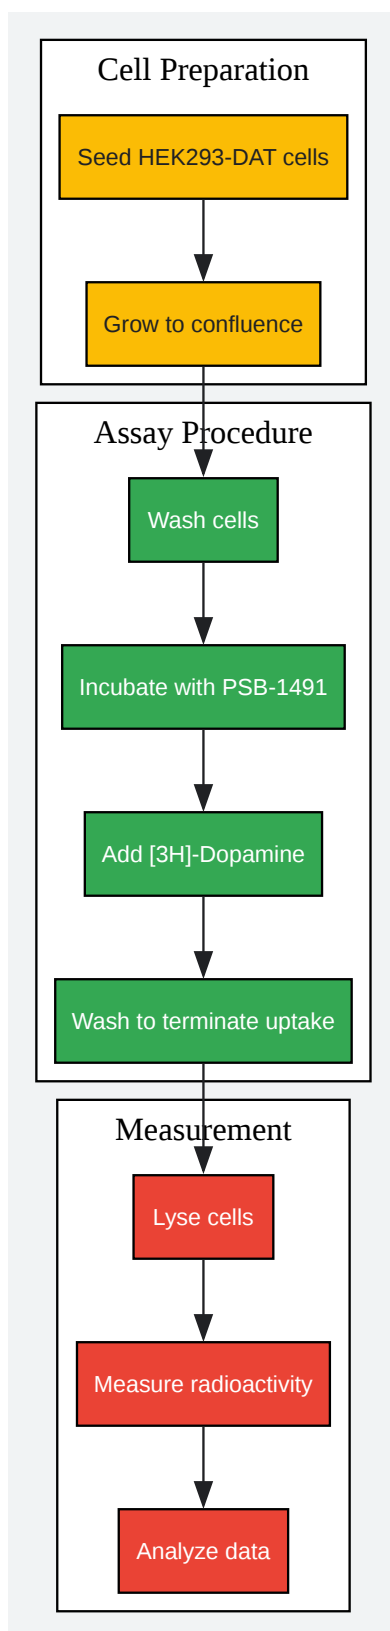 Cell Preparation
Seed HEK293-DAT cells
Grow to confluence
Assay Procedure
Wash cells
Incubate with PSB-1491
Add [3H]-Dopamine
Wash to terminate uptake
Measurement
Lyse cells
Measure radioactivity
Analyze data